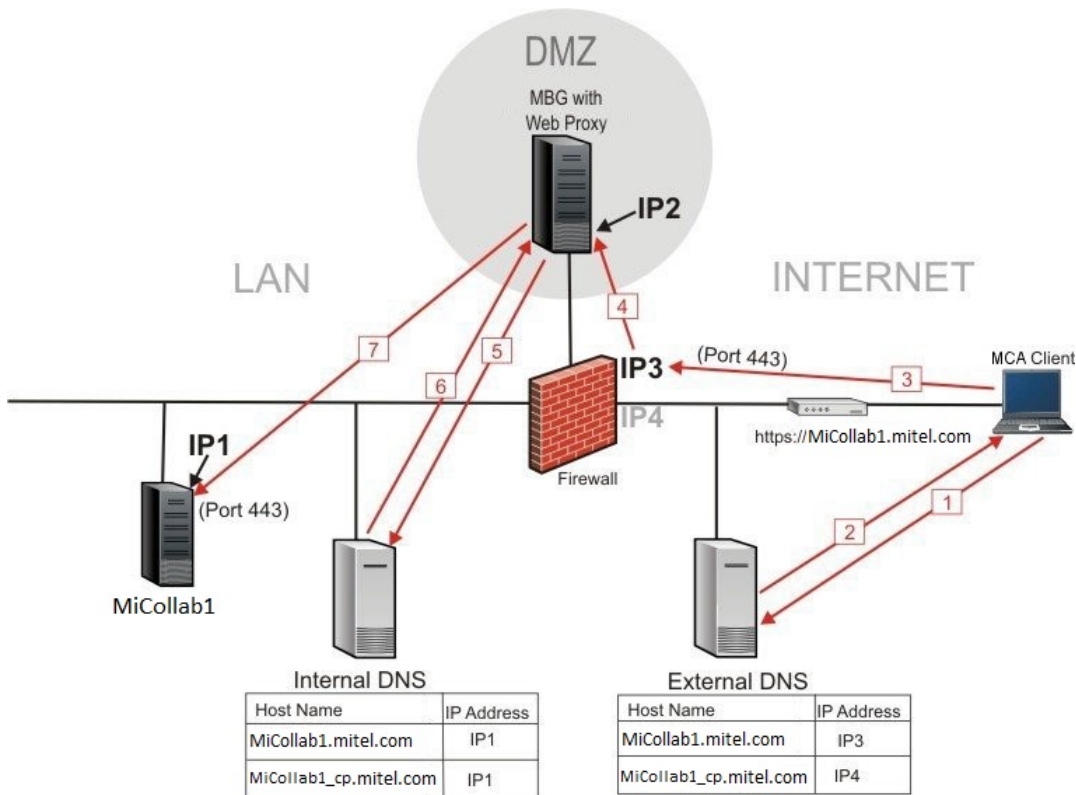 DMZ
MBG with
Web Proxy
IP2
LAN
INTERNET
4
7
6
5
IP3
(Port 443)
3
MCA Client
IP4
https://MiCollab1.mitel.com
IP1
(Port 443)
Firewall
2
1
MiCollab1
Internal DNS
Host Name IP Address
MiCollab1.mitel.com IP1
MiCollab1_cp.mitel.com IP1
External DNS
Host Name IP Address
MiCollab1.mitel.com IP3
MiCollab1_cp.mitel.com IP4